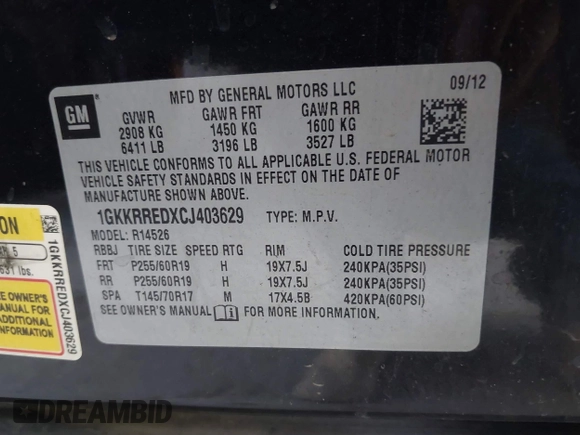 GM
MFD BY GENERAL MOTORS LLC
09/12
GVWR GAWR FRT GAWR RR
2908 KG 1450 KG 1600 KG
6411 LB 3196 LB 3527 LB
THIS VEHICLE CONFORMS TO ALL APPLICABLE U.S. FEDERAL MOTOR
VEHICLE SAFETY STANDARDS IN EFFECT ON THE DATE OF
MANUFACTURE SHOWN ABOVE.
1GKKRREDXCJ403629 TYPE: M.P.V.
MODEL: R14526
RBBJ TIRE SIZE SPEED RTG RIM COLD TIRE PRESSURE
FRT P255/60R19 H 19X7.5J 240KPA(35PSI)
RR P255/60R19 H 19X7.5J 240KPA(35PSI)
SPA T145/70R17 M 17X4.5B 420KPA(60PSI)
SEE OWNER'S MANUAL FOR MORE INFORMATION.
ON
5
lbs.
OWNER'S
MANUAL FOR
ADDITIONAL
INFORMATION
1GKKRREDXCJ403629
DREAMBID